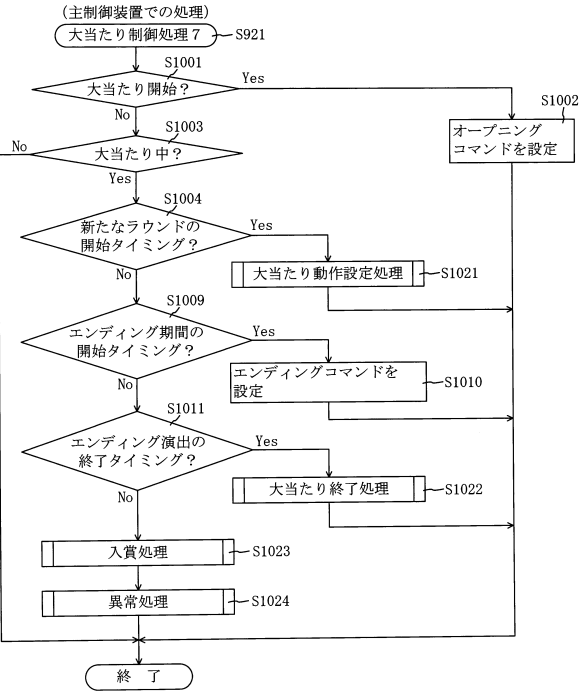 (主制御装置での処理)
大当たり制御処理7
S921
S1001
大当たり開始?
Yes
No
S1002
オープニング
コマンドを設定
S1003
大当たり中?
No
Yes
S1004
新たなラウンドの
開始タイミング?
Yes
No
大当たり動作設定処理
S1021
S1009
エンディング期間の
開始タイミング?
Yes
No
エンディングコマンドを
設定
S1010
S1011
エンディング演出の
終了タイミング?
Yes
No
大当たり終了処理
S1022
入賞処理
S1023
異常処理
S1024
終 了